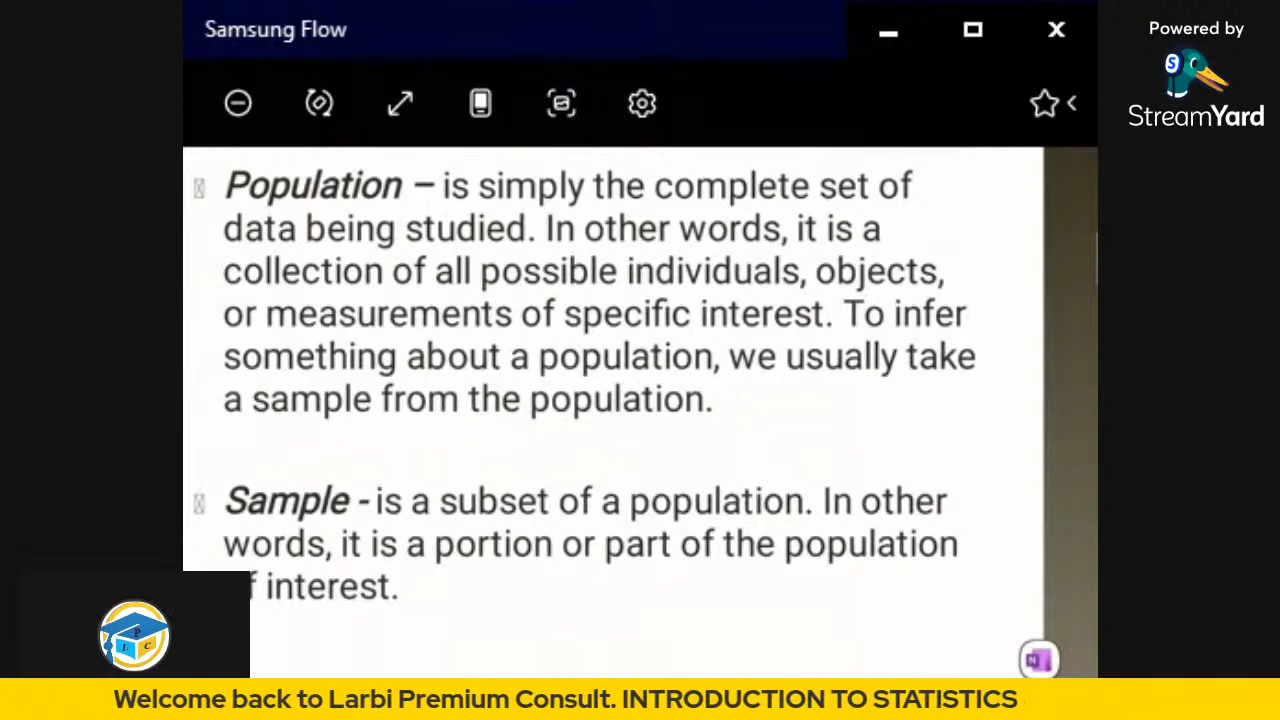 Samsung Flow
Powered by
StreamYard
Population – is simply the complete set of
data being studied. In other words, it is a
collection of all possible individuals, objects,
or measurements of specific interest. To infer
something about a population, we usually take
a sample from the population.
Sample - is a subset of a population. In other
words, it is a portion or part of the population
f interest.
P
L C
N
Welcome back to Larbi Premium Consult. INTRODUCTION TO STATISTICS